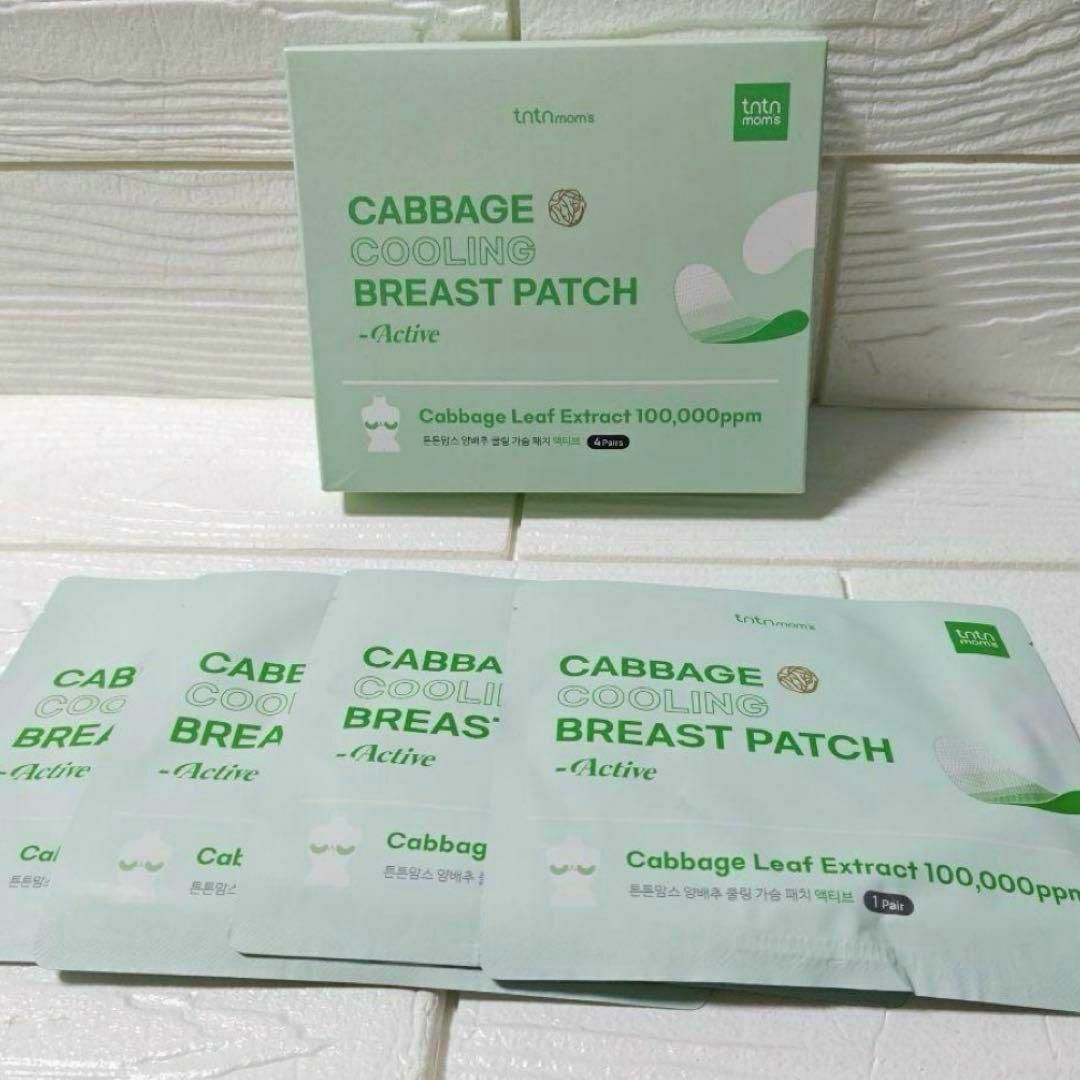 tntn mom's
tntn
mom's
CABBAGE
COOLING
BREAST PATCH
-Active
Cabbage Leaf Extract 100,000ppm
튼튼맘스 양배추 쿨링 가슴 패치 액티브 4 Pairs
CAB
COO
BREA
-Active
Cal
튼튼맘스
CABB
COOL
BREA
-Active
Cab
튼튼맘스
CABBA
COOLI
BREAST
-Active
Cabbag
튼튼맘스 양배추 쿨
tntn mom's
tntn
mom's
CABBAGE
COOLING
BREAST PATCH
-Active
Cabbage Leaf Extract 100,000ppm
튼튼맘스 양배추 쿨링 가슴 패치 액티브 1 Pair